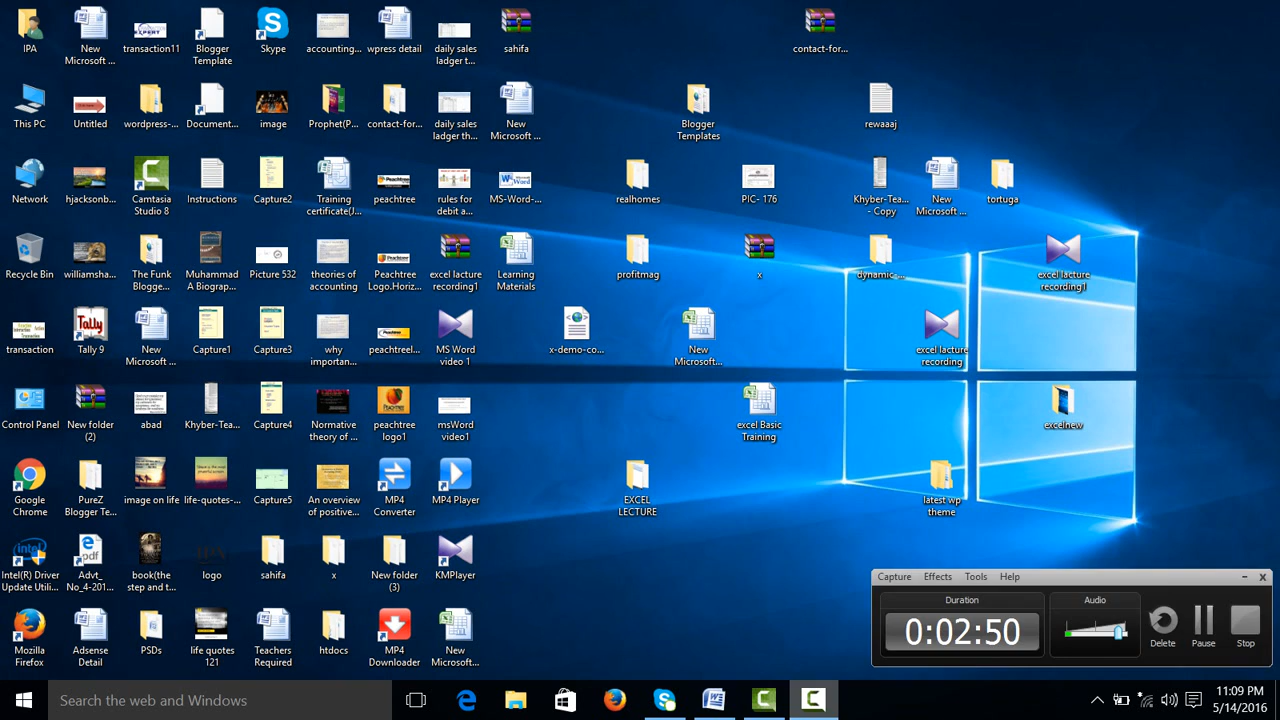 IPA
New
Microsoft ...
transaction11
Blogger
Template
Skype
accounting...
wpress detail
daily sales
ledger t...
sahifa
contact-for...
This PC
Untitled
wordpress-...
Document...
image
Prophet(P...
contact-for...
daily sales
ledger th...
New
Microsoft ...
Blogger
Templates
rewaaaj
Network
hjacksonb...
Camtasia
Studio 8
Instructions
Capture2
Training
certificate(J...
peachtree
rules for
debit a...
MS-Word-...
realhomes
PIC- 176
Khyber-Tea...
- Copy
New
Microsoft ...
tortuga
Recycle Bin
williamsha...
The Funk
Blogge...
Muhammad
A Biograp...
Picture 532
theories of
accounting
Peachtree
Logo.Horiz...
excel lacture
recording1
Learning
Materials
profitmag
x
dynamic-...
excel lacture
recording1
transaction
Tally 9
New
Microsoft ...
Capture1
Capture3
why
importan...
peachtreel...
MS Word
video 1
x-demo-co...
New
Microsoft...
excel lacture
recording
Control Panel
New folder
(2)
abad
Khyber-Tea...
Capture4
Normative
theory of ...
peachtree
logo1
msWord
video1
excel Basic
Training
excelnew
Google
Chrome
PureZ
Blogger Te...
image on life
life-quotes-...
Capture5
An overview
of positive...
MP4
Converter
MP4 Player
EXCEL
LECTURE
latest wp
theme
Intel(R) Driver
Update Utili...
Advt_
No_4-201...
book(the
step and t...
logo
sahifa
x
New folder
(3)
KMPlayer
Mozilla
Firefox
Adsense
Detail
PSDs
life quotes
121
Teachers
Required
htdocs
MP4
Downloader
New
Microsoft...
Capture Effects Tools Help
Duration
Audio
0:02:50
Delete
Pause
Stop
Search the web and Windows
11:03 PM
5/14/2016